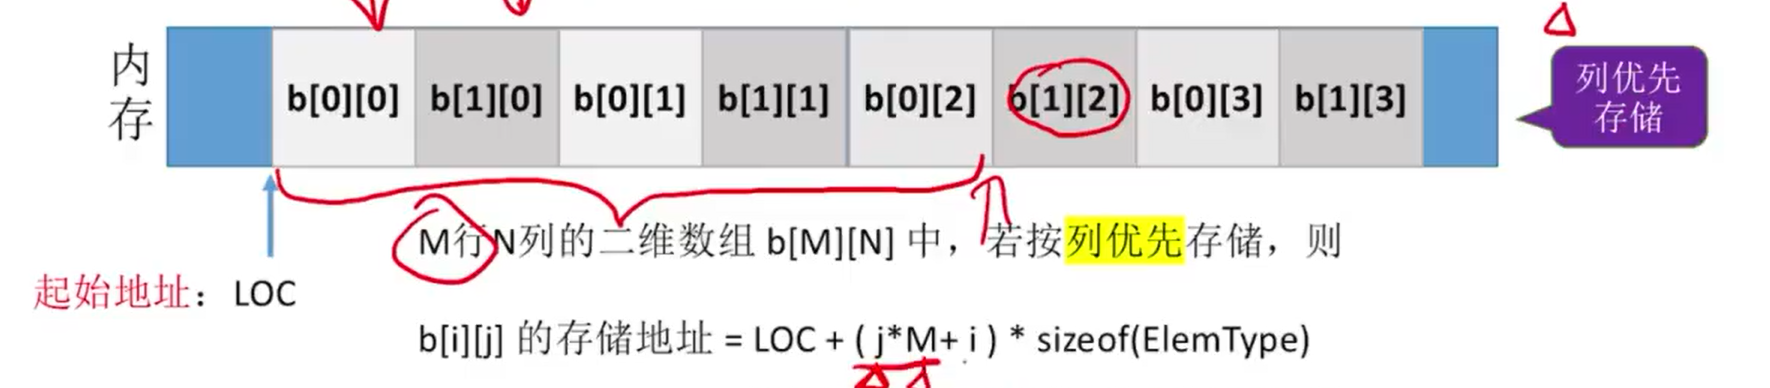 内存
b[0][0] b[1][0] b[0][1] b[1][1] b[0][2] b[1][2] b[0][3] b[1][3]
列优先
存储
M行N列的二维数组 b[M][N] 中，若按列优先存储，则
起始地址：LOC
b[i][j] 的存储地址 = LOC + ( j*M+ i ) * sizeof(ElemType)